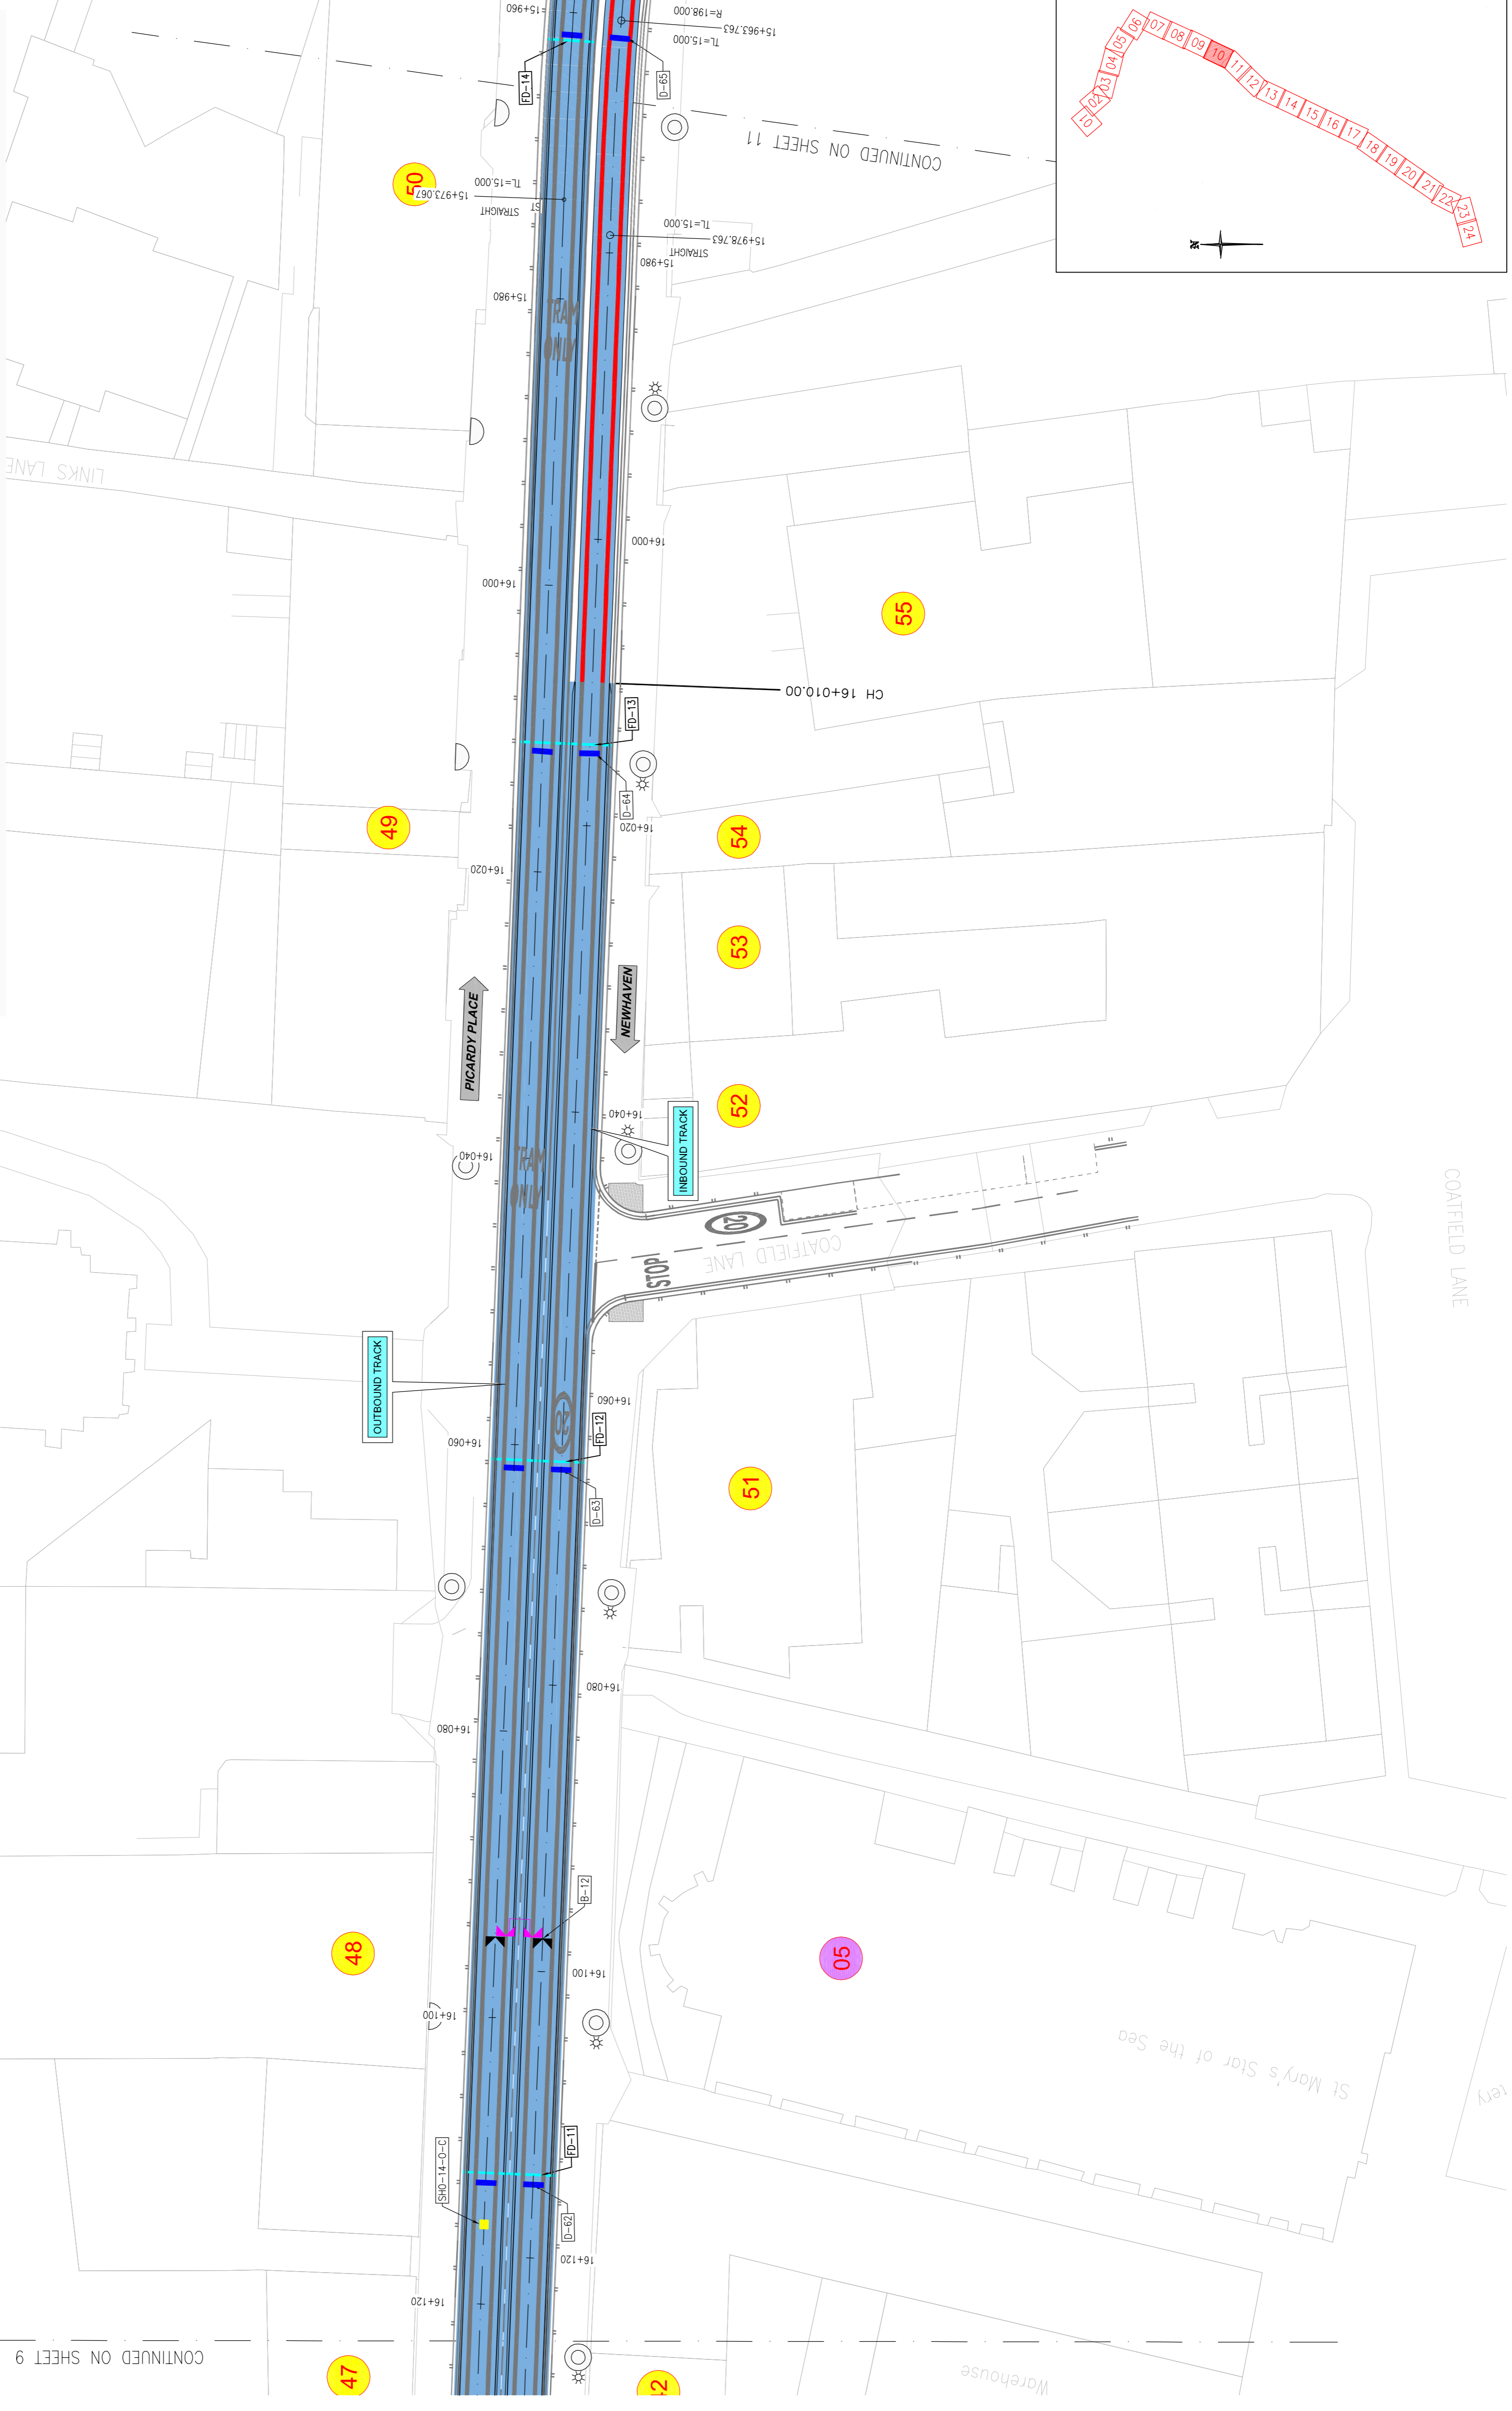 15+960
R=198.000
15+963.763
TL=15.000
FD-14
D-65
CONTINUED ON SHEET 11
50
TL=15.000
15+973.067
ST
STRAIGHT
TL=15.000
15+978.763
STRAIGHT
15+980
15+980
TRAM
ONLY
LINKS LANE
16+000
16+000
55
CH 16+010.00
FD-13
D-64
16+020
49
54
16+020
53
PICARDY PLACE
NEWHAVEN
52
16+040
INBOUND TRACK
16+040
TRAM
ONLY
20
STOP
COATFIELD LANE
COATFIELD LANE
OUTBOUND TRACK
20
16+060
FD-12
16+060
D-63
51
16+080
16+080
B-12
48
05
16+100
16+100
St Mary's Star of the Sea
SHO-14-O-C
FD-11
D-62
16+120
16+120
CONTINUED ON SHEET 9
47
42
Warehouse
01
02
03
04
05
06
07
08
09
10
11
12
13
14
15
16
17
18
19
20
21
22
23
24
N